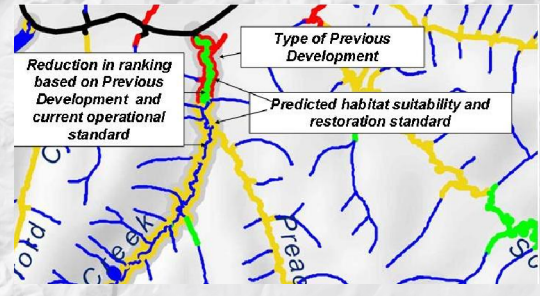 Type of Previous
Development
Reduction in ranking
based on Previous
Development and
current operational
standard
Predicted habitat suitability and
restoration standard
Creek